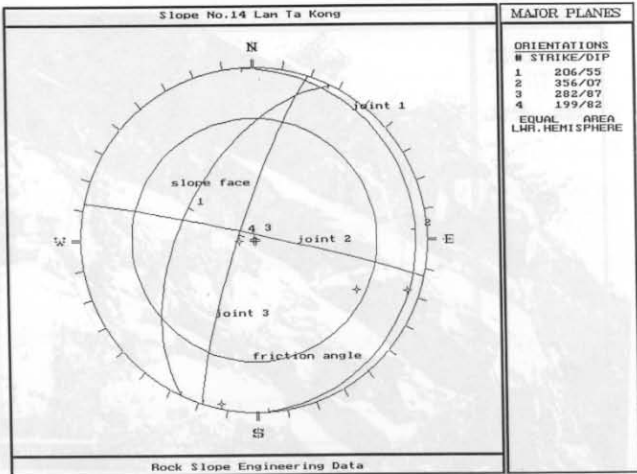 Slope No.14 Lam Ta Kong
MAJOR PLANES
ORIENTATIONS
# STRIKE/DIP
1 206/55
2 356/07
3 282/87
4 199/82
EQUAL AREA
LWR.HEMISPHERE
N
joint 1
slope face
1
2
4 3
W
joint 2
E
joint 3
friction angle
S
Rock Slope Engineering Data